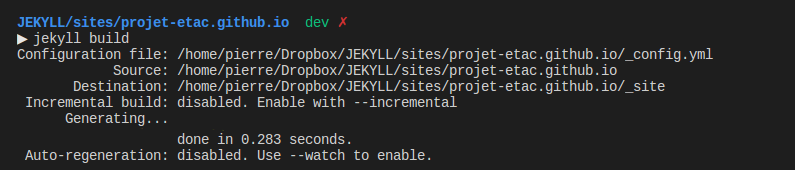 JEKYLL/sites/projet-etac.github.io dev ✗
▶ jekyll build
Configuration file: /home/pierre/Dropbox/JEKYLL/sites/projet-etac.github.io/_config.yml
Source: /home/pierre/Dropbox/JEKYLL/sites/projet-etac.github.io
Destination: /home/pierre/Dropbox/JEKYLL/sites/projet-etac.github.io/_site
Incremental build: disabled. Enable with --incremental
Generating...
done in 0.283 seconds.
Auto-regeneration: disabled. Use --watch to enable.